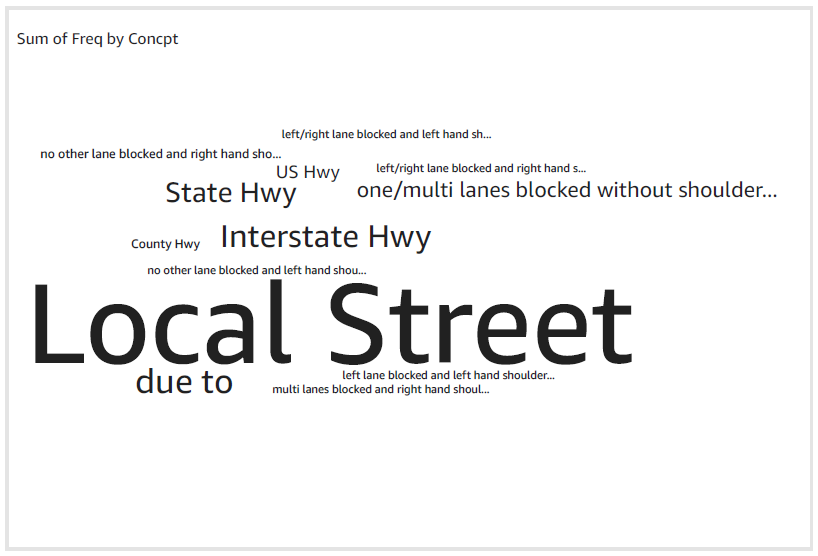 Sum of Freq by Concpt
left/right lane blocked and left hand sh...
no other lane blocked and right hand sho...
left/right lane blocked and right hand s...
US Hwy
State Hwy
one/multi lanes blocked without shoulder...
Interstate Hwy
County Hwy
no other lane blocked and left hand shou...
Local Street
left lane blocked and left hand shoulder...
due to
multi lanes blocked and right hand shoul...